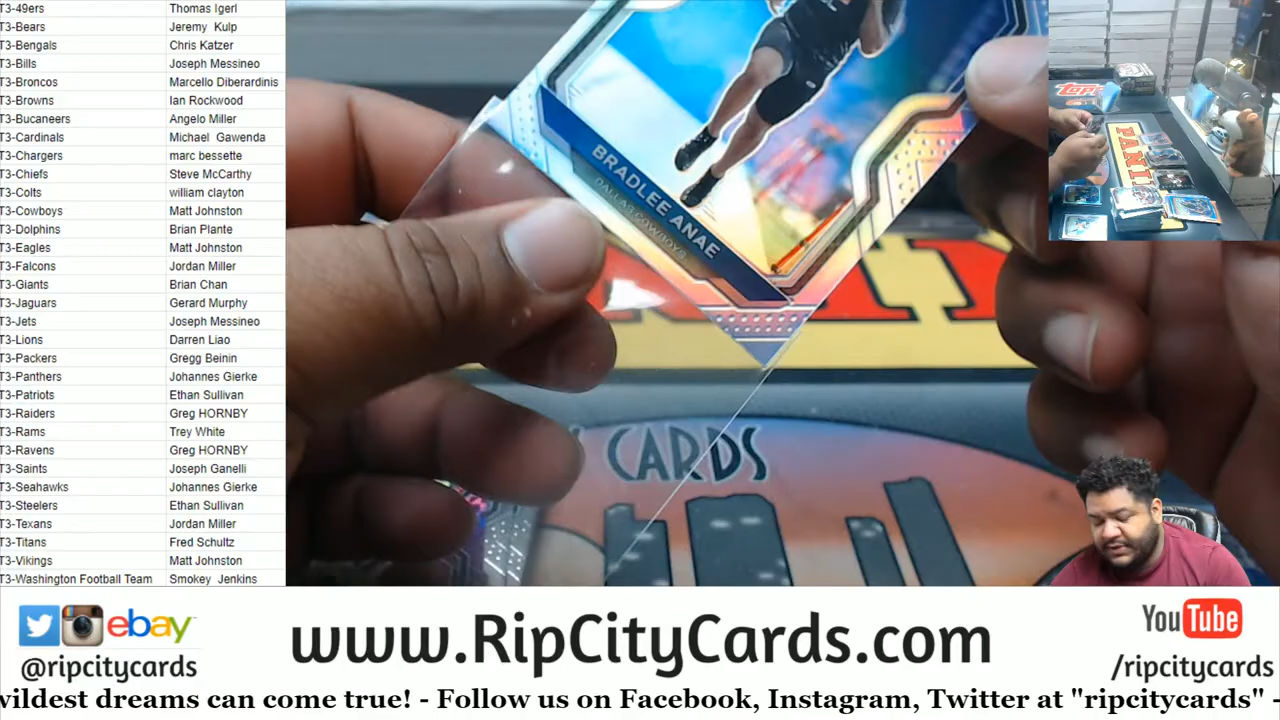 T3-49ers Thomas Igerl
T3-Bears Jeremy Kulp
T3-Bengals Chris Katzer
T3-Bills Joseph Messineo
T3-Broncos Marcello Diberardinis
T3-Browns Ian Rockwood
T3-Bucaneers Angelo Miller
T3-Cardinals Michael Gawenda
T3-Chargers marc bessette
T3-Chiefs Steve McCarthy
T3-Colts william clayton
T3-Cowboys Matt Johnston
T3-Dolphins Brian Plante
T3-Eagles Matt Johnston
T3-Falcons Jordan Miller
T3-Giants Brian Chan
T3-Jaguars Gerard Murphy
T3-Jets Joseph Messineo
T3-Lions Darren Liao
T3-Packers Gregg Beinin
T3-Panthers Johannes Gierke
T3-Patriots Ethan Sullivan
T3-Raiders Greg HORNBY
T3-Rams Trey White
T3-Ravens Greg HORNBY
T3-Saints Joseph Ganelli
T3-Seahawks Johannes Gierke
T3-Steelers Ethan Sullivan
T3-Texans Jordan Miller
T3-Titans Fred Schultz
T3-Vikings Matt Johnston
T3-Washington Football Team Smokey Jenkins
BRADLEE ANAE
DALLAS COWBOYS
CARDS
Topps
PANINI
ebay
@ripcitycards
www.RipCityCards.com
YouTube
/ripcitycards
vildest dreams can come true! - Follow us on Facebook, Instagram, Twitter at "ripcitycards" -